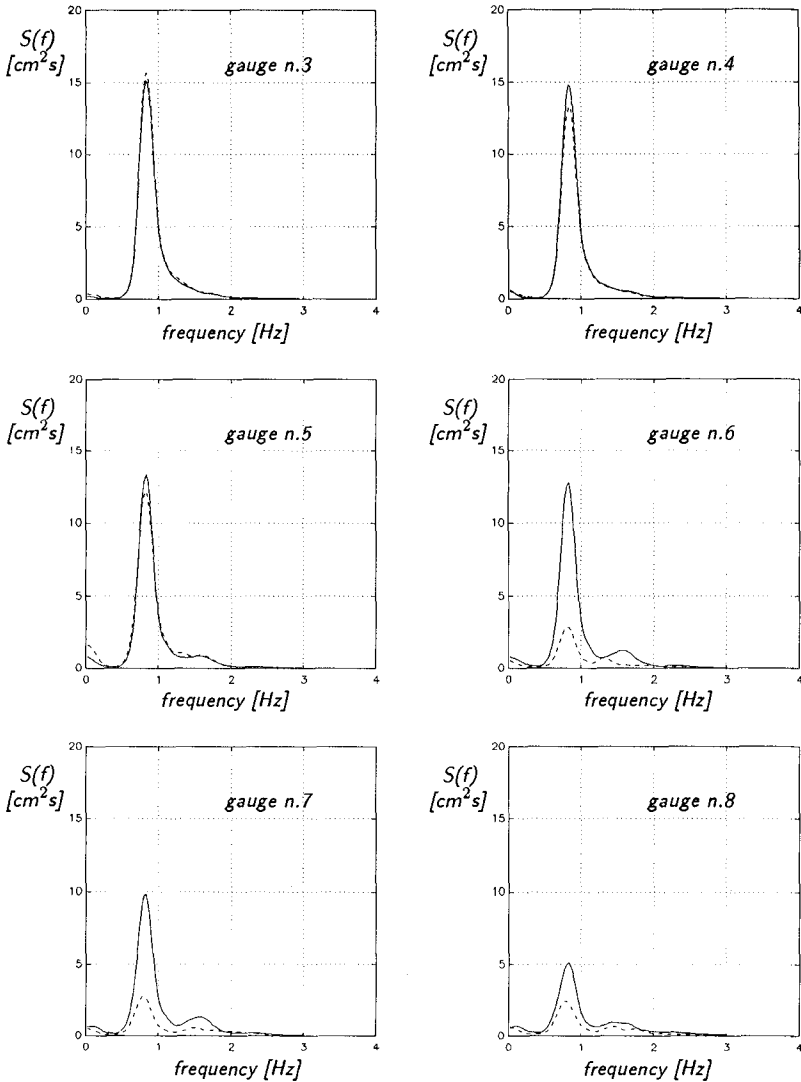 20
S(f)
[cm²s]
gauge n.3
15
10
5
0
0 1 2 3 4
frequency [Hz]
20
S(f)
[cm²s]
gauge n.4
15
10
5
0
0 1 2 3 4
frequency [Hz]
20
S(f)
[cm²s]
gauge n.5
15
10
5
0
0 1 2 3 4
frequency [Hz]
20
S(f)
[cm²s]
gauge n.6
15
10
5
0
0 1 2 3 4
frequency [Hz]
20
S(f)
[cm²s]
gauge n.7
15
10
5
0
0 1 2 3 4
frequency [Hz]
20
S(f)
[cm²s]
gauge n.8
15
10
5
0
0 1 2 3 4
frequency [Hz]